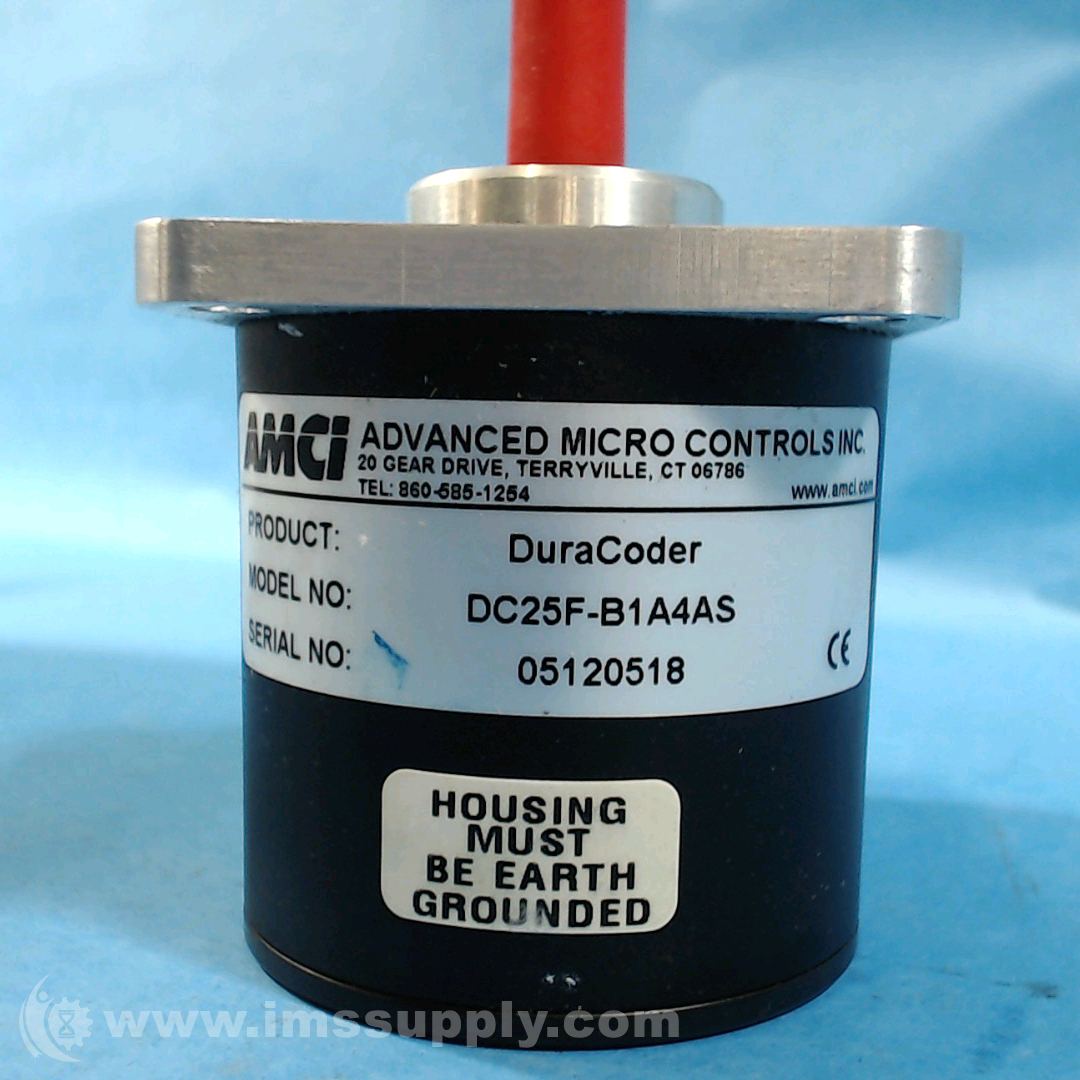 AMCI ADVANCED MICRO CONTROLS INC.
20 GEAR DRIVE, TERRYVILLE, CT 06786
TEL: 860-585-1254 www.amci.com
PRODUCT: DuraCoder
MODEL NO: DC25F-B1A4AS
SERIAL NO: 05120518 CE
HOUSING
MUST
BE EARTH
GROUNDED
www.imssupply.com